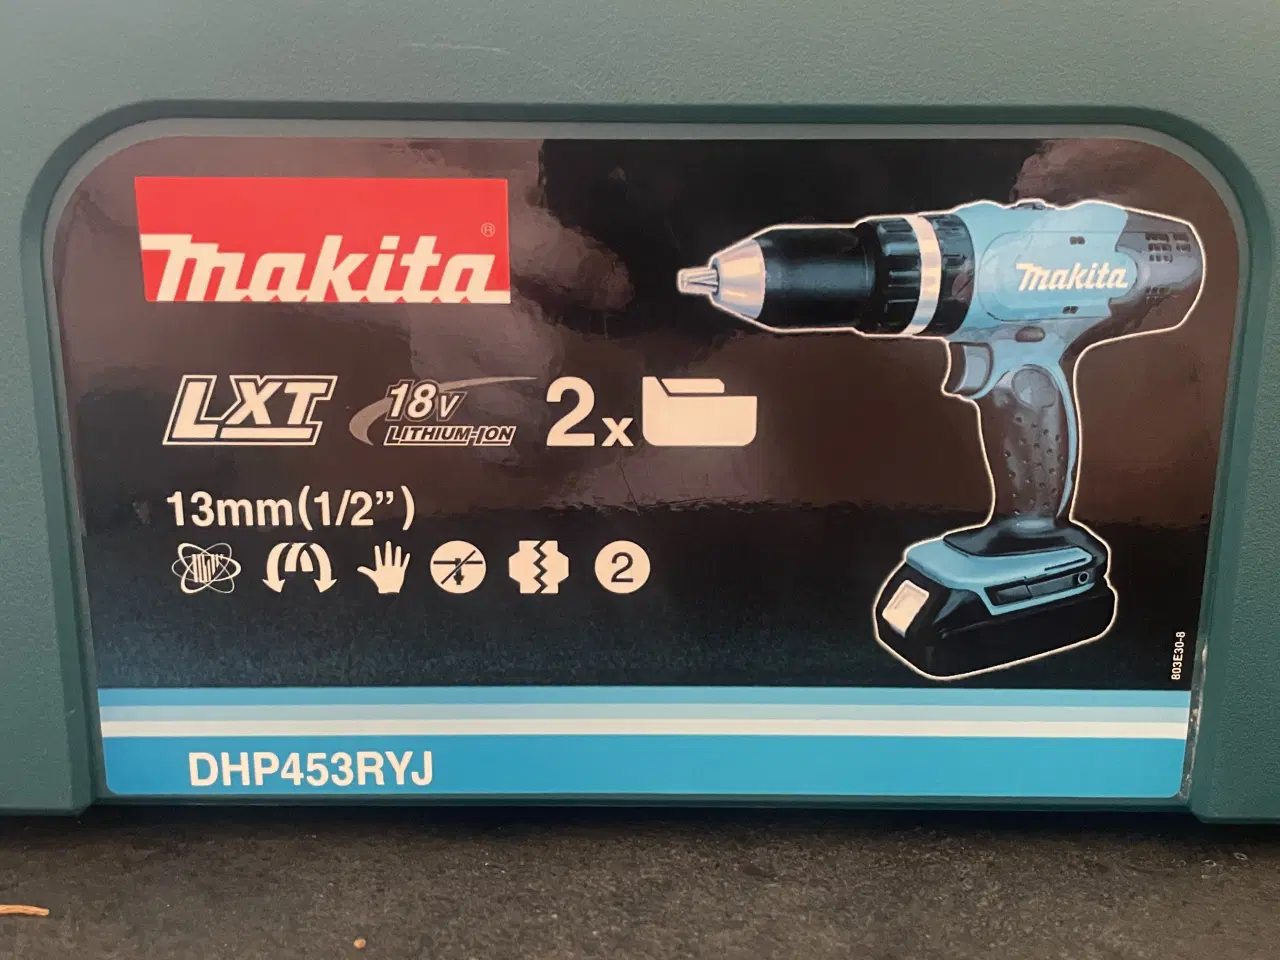 makita®
makita
LXT
18V
LITHIUM-ION
2x
13mm(1/2”)
2
803E30-8
DHP453RYJ